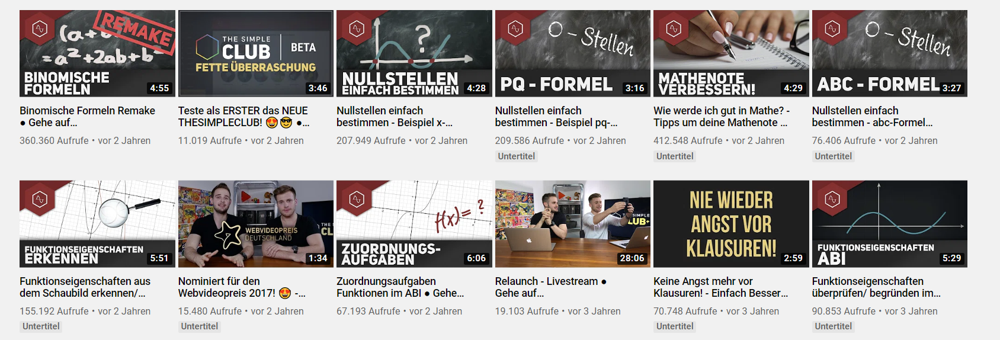 (a+b
REMAKE
= a² +2ab+b²
BINOMISCHE
FORMELN
4:55
Binomische Formeln Remake
● Gehe auf...
360.360 Aufrufe • vor 2 Jahren
THE SIMPLE
CLUB | BETA
FETTE ÜBERRASCHUNG
3:46
Teste als ERSTER das NEUE
THESIMPLECLUB! 😍😎 ●...
11.019 Aufrufe • vor 2 Jahren
?
NULLSTELLEN
EINFACH BESTIMMEN
4:28
Nullstellen einfach
bestimmen - Beispiel x-...
207.949 Aufrufe • vor 2 Jahren
0 - Stellen
PQ - FORMEL
3:16
Nullstellen einfach
bestimmen - Beispiel pq-...
209.586 Aufrufe • vor 2 Jahren
Untertitel
MATHENOTE
VERBESSERN!
4:29
Wie werde ich gut in Mathe? -
Tipps um deine Mathenote ...
412.548 Aufrufe • vor 2 Jahren
Untertitel
0 - Stellen
ABC - FORMEL
3:27
Nullstellen einfach
bestimmen - abc-Formel...
76.406 Aufrufe • vor 2 Jahren
Untertitel
FUNKTIONSEIGENSCHAFTEN
ERKENNEN
5:51
Funktionseigenschaften aus
dem Schaubild erkennen/...
155.192 Aufrufe • vor 2 Jahren
Untertitel
WEBVIDEOPREIS
DEUTSCHLAND
THE S
CL
1:34
Nominiert für den
Webvideopreis 2017! 😍 -...
15.480 Aufrufe • vor 2 Jahren
Untertitel
f(x)= ?
ZUORDNUNGS-
AUFGABEN
6:06
Zuordnungsaufgaben
Funktionen im ABI ● Gehe...
67.193 Aufrufe • vor 2 Jahren
SIMPLE
LUB+
28:06
Relaunch - Livestream ●
Gehe auf...
19.103 Aufrufe • vor 3 Jahren
NIE WIEDER
ANGST VOR
KLAUSUREN!
2:59
Keine Angst mehr vor
Klausuren! - Einfach Besser...
70.748 Aufrufe • vor 3 Jahren
Untertitel
FUNKTIONSEIGENSCHAFTEN
ABI
5:29
Funktionseigenschaften
überprüfen/ begründen im...
90.853 Aufrufe • vor 3 Jahren
Untertitel